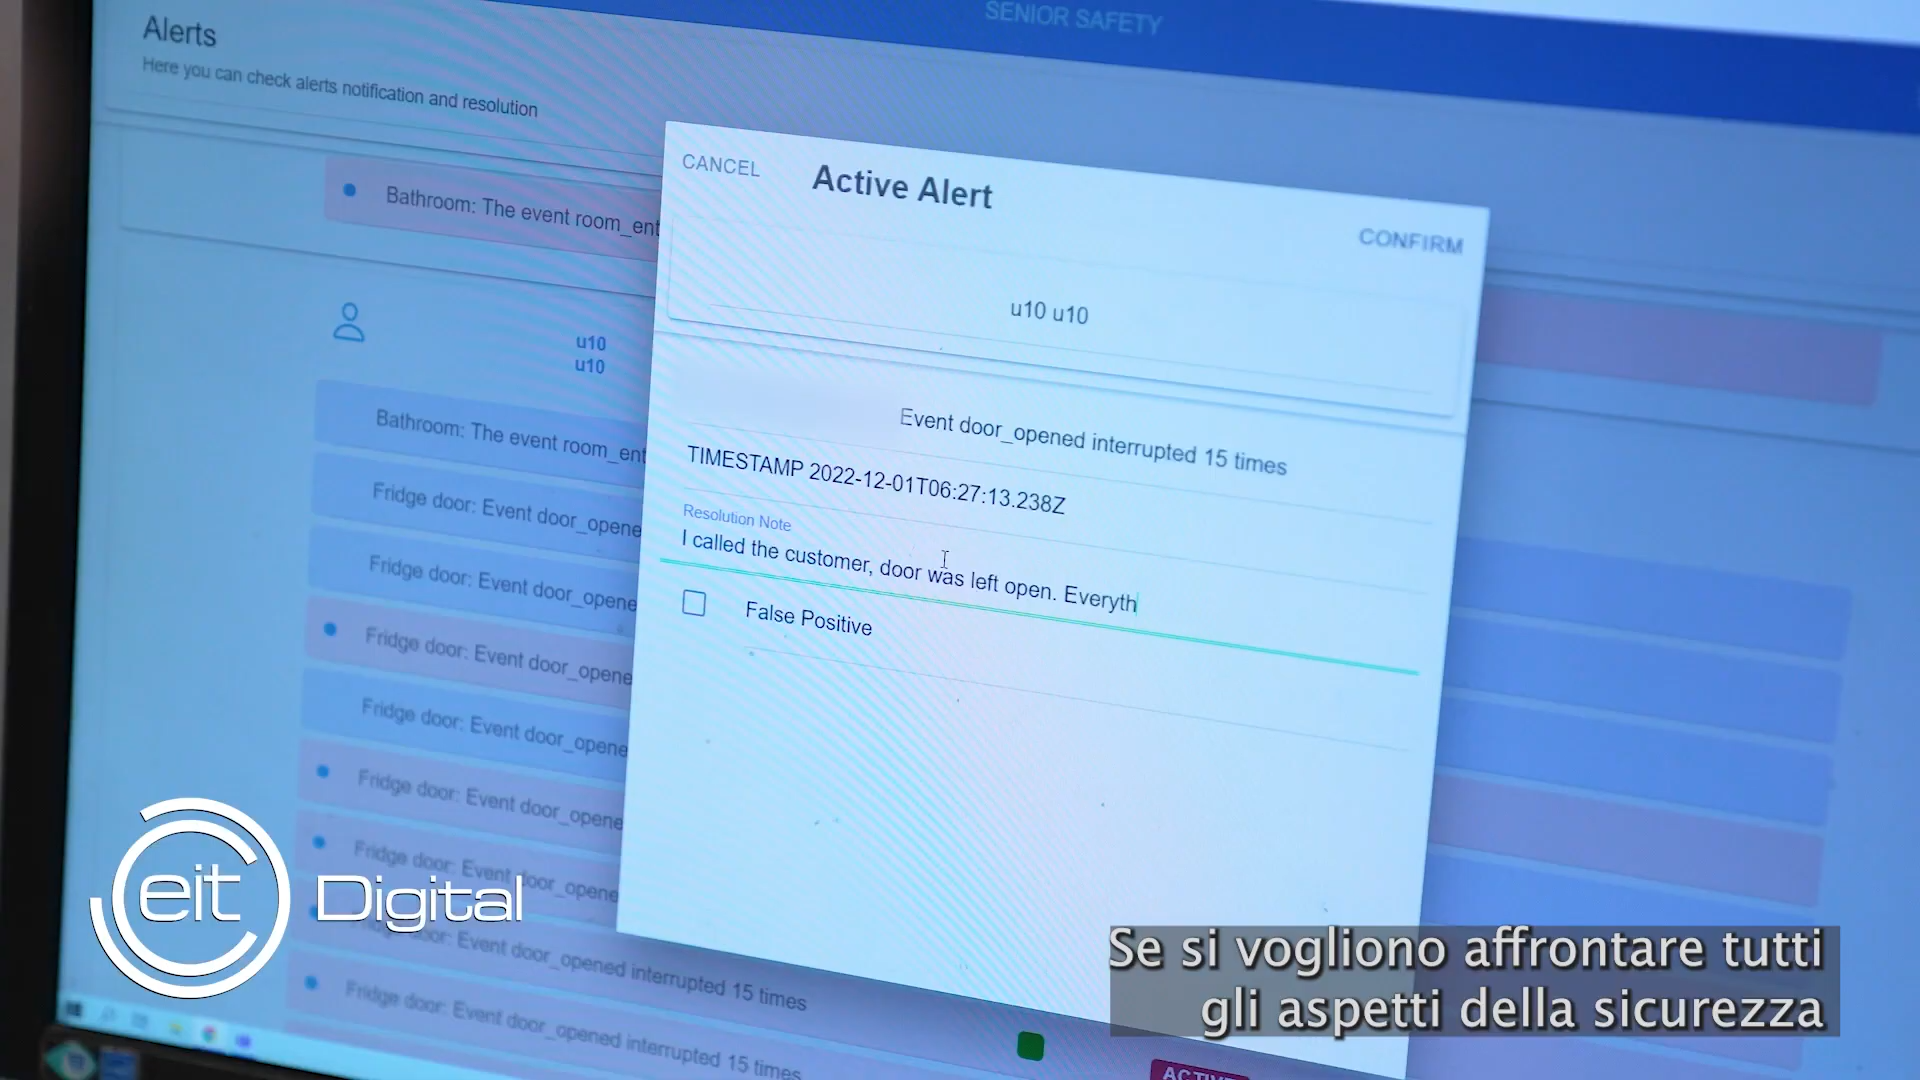 SENIOR SAFETY
Alerts
Here you can check alerts notification and resolution
Bathroom: The event room_ent
u10
u10
Bathroom: The event room_ent
Fridge door: Event door_opene
Fridge door: Event door_opene
Fridge door: Event door_opene
Fridge door: Event door_opene
Fridge door: Event door_opene
Fridge door: Event door_opene
Fridge door: Event door_opened interrupted 15 times
Fridge door: Event door_opened interrupted 15 times
CANCEL
Active Alert
CONFIRM
u10 u10
Event door_opened interrupted 15 times
TIMESTAMP 2022-12-01T06:27:13.238Z
Resolution Note
I called the customer, door was left open. Everyth
False Positive
ACTIVE
eit Digital
Se si vogliono affrontare tutti
gli aspetti della sicurezza